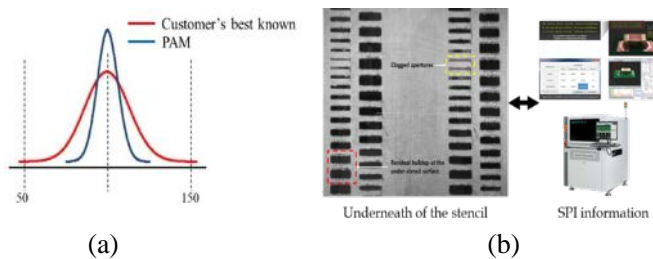 Customer's best known
PAM
50
150
(a)
Clogged apertures
Residual buildup at the
under-stencil surface
Underneath of the stencil
SPI information
(b)